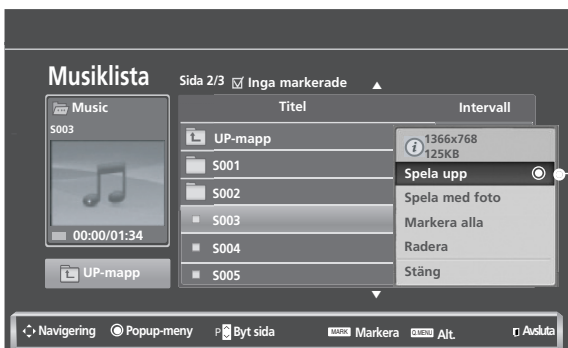 Musiklista
Sida 2/3 Inga markerade
Music
S003
00:00/01:34
UP-mapp
Titel
Intervall
UP-mapp
S001
S002
S003
S004
S005
1366x768
125KB
Spela upp
Spela med foto
Markera alla
Radera
Stäng
Navigering Popup-meny P Byt sida MARK Markera Q.MENU Alt. Avsluta